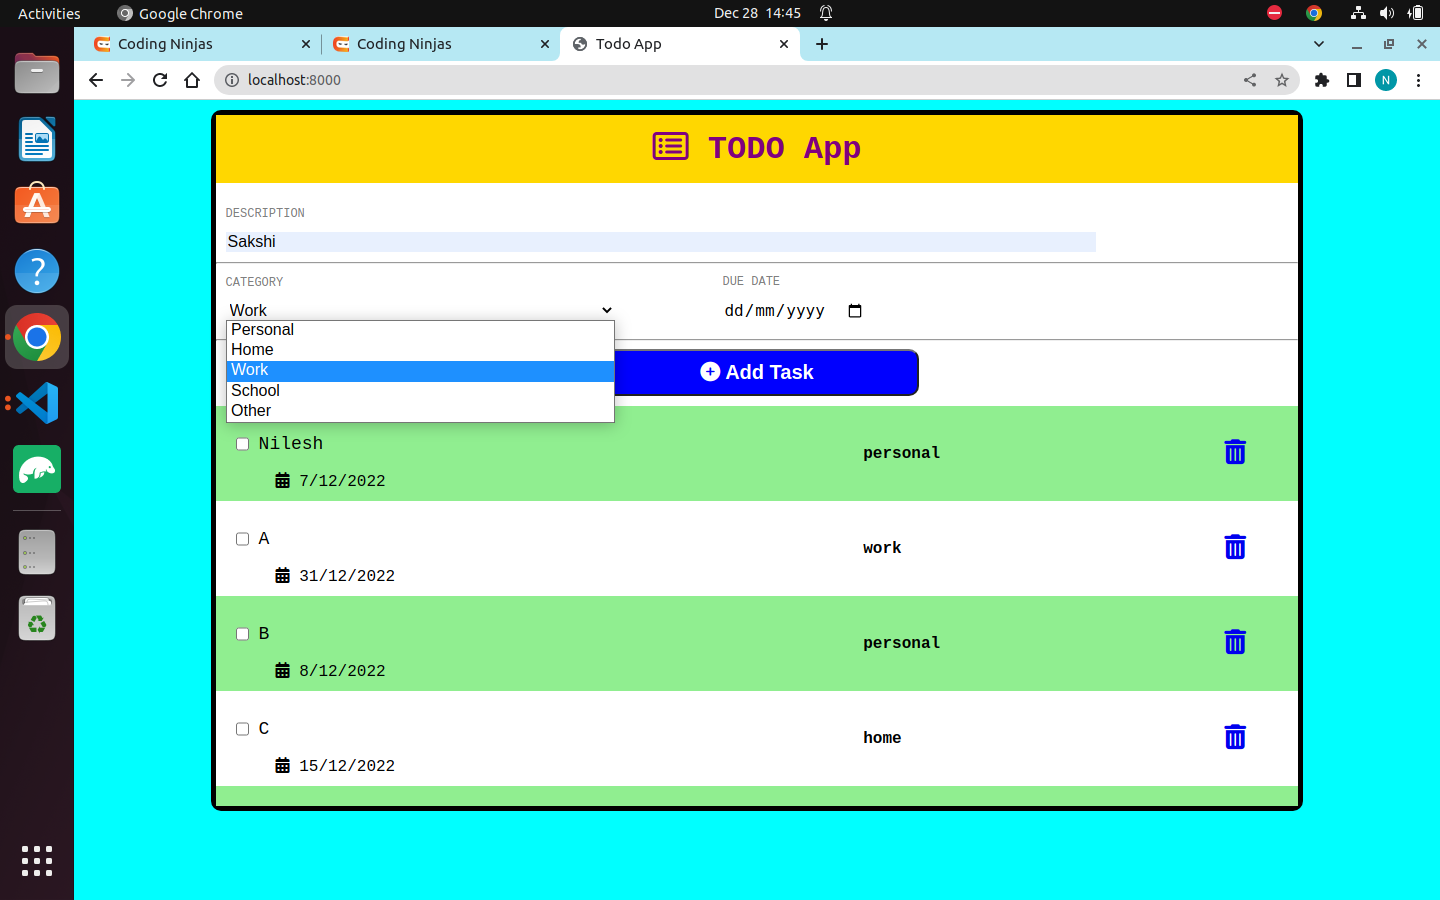 Activities Google Chrome Dec 28 14:45
Coding Ninjas Coding Ninjas Todo App
localhost:8000 N
TODO App
DESCRIPTION
Sakshi
CATEGORY DUE DATE
Work dd/mm/yyyy
Personal
Home
Work
School
Other
Add Task
Nilesh personal
7/12/2022
A work
31/12/2022
B personal
8/12/2022
C home
15/12/2022